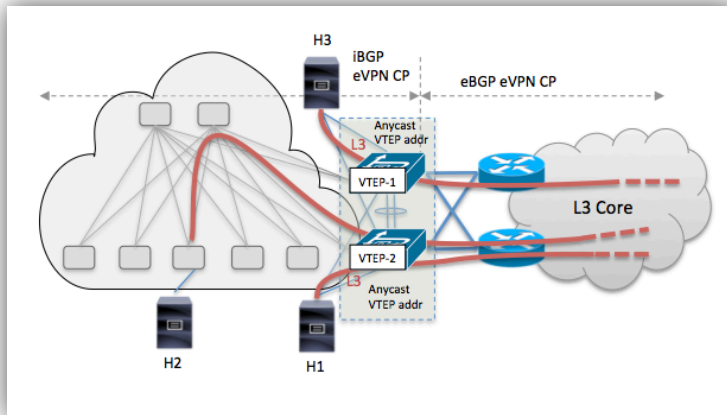 H3
iBGP
eVPN CP
eBGP eVPN CP
Anycast
VTEP addr
L3
VTEP-1
L3 Core
VTEP-2
L3
Anycast
VTEP addr
H2
H1